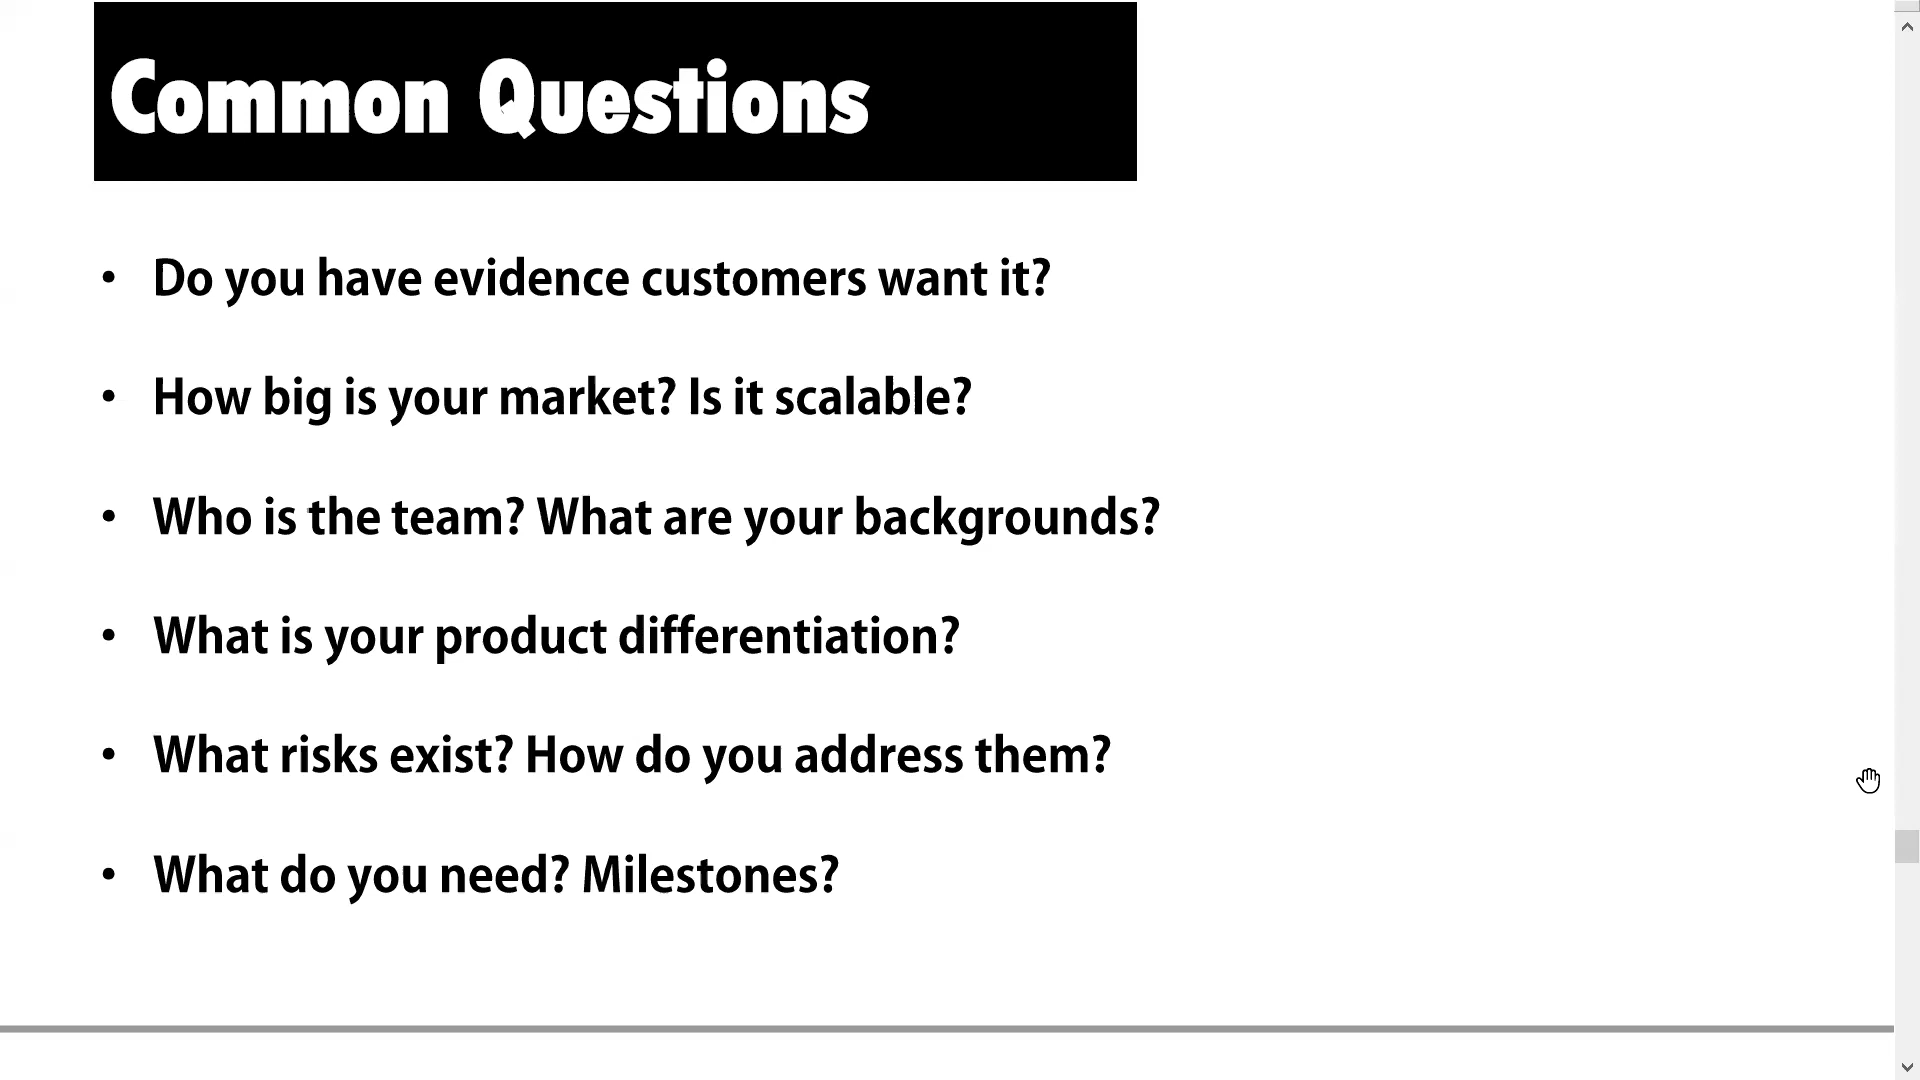 Common Questions
• Do you have evidence customers want it?
• How big is your market? Is it scalable?
• Who is the team? What are your backgrounds?
• What is your product differentiation?
• What risks exist? How do you address them?
• What do you need? Milestones?